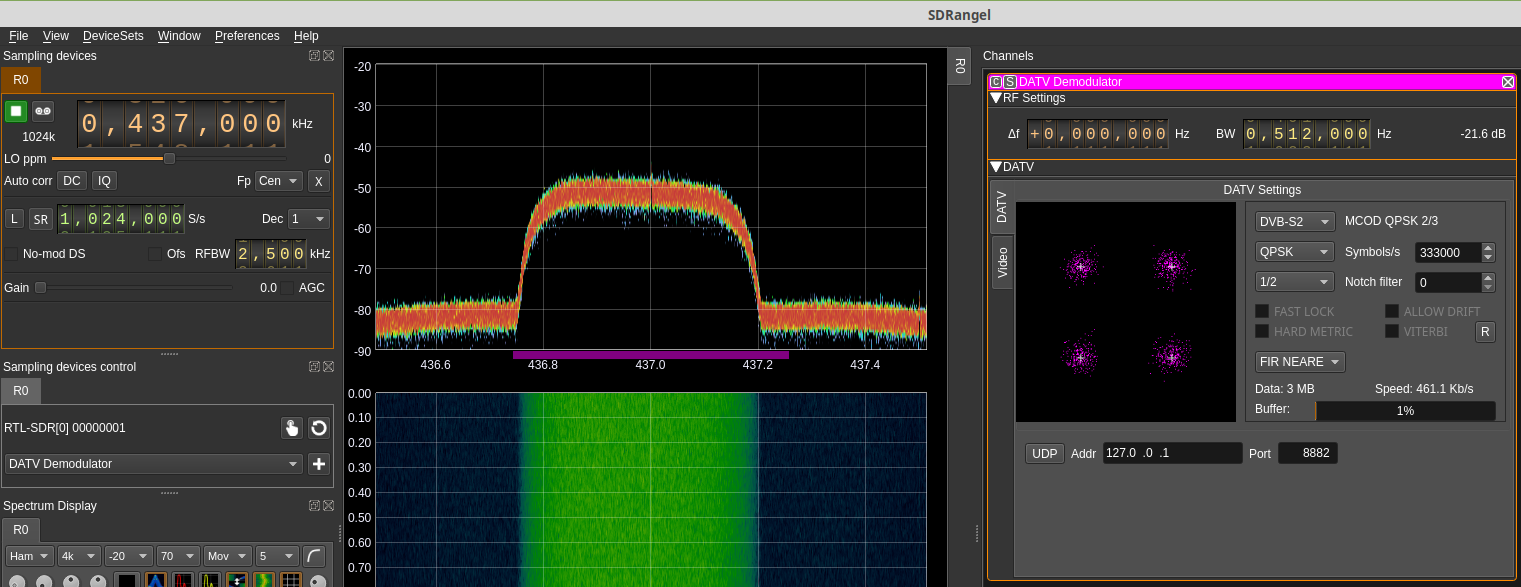 SDRangel
File View DeviceSets Window Preferences Help
Sampling devices
R0
0,437,000 kHz
1024k
LO ppm 0
Auto corr DC IQ Fp Cen X
L SR 1,024,000 S/s Dec 1
No-mod DS Ofs RFBW 2,500 kHz
Gain 0.0 AGC
Sampling devices control
R0
RTL-SDR[0] 00000001
DATV Demodulator
Spectrum Display
R0
Ham 4k -20 70 Mov 5
-20
-30
-40
-50
-60
-70
-80
-90
436.6 436.8 437.0 437.2 437.4
0.00
0.10
0.20
0.30
0.40
0.50
0.60
0.70
R0
Channels
C S DATV Demodulator
RF Settings
Δf +0,000,000 Hz BW 0,512,000 Hz -21.6 dB
DATV
DATV
Video
DATV Settings
DVB-S2 MCOD QPSK 2/3
QPSK Symbols/s 333000
1/2 Notch filter 0
FAST LOCK ALLOW DRIFT
HARD METRIC VITERBI R
FIR NEARE
Data: 3 MB Speed: 461.1 Kb/s
Buffer: 1%
UDP Addr 127.0 .0 .1 Port 8882